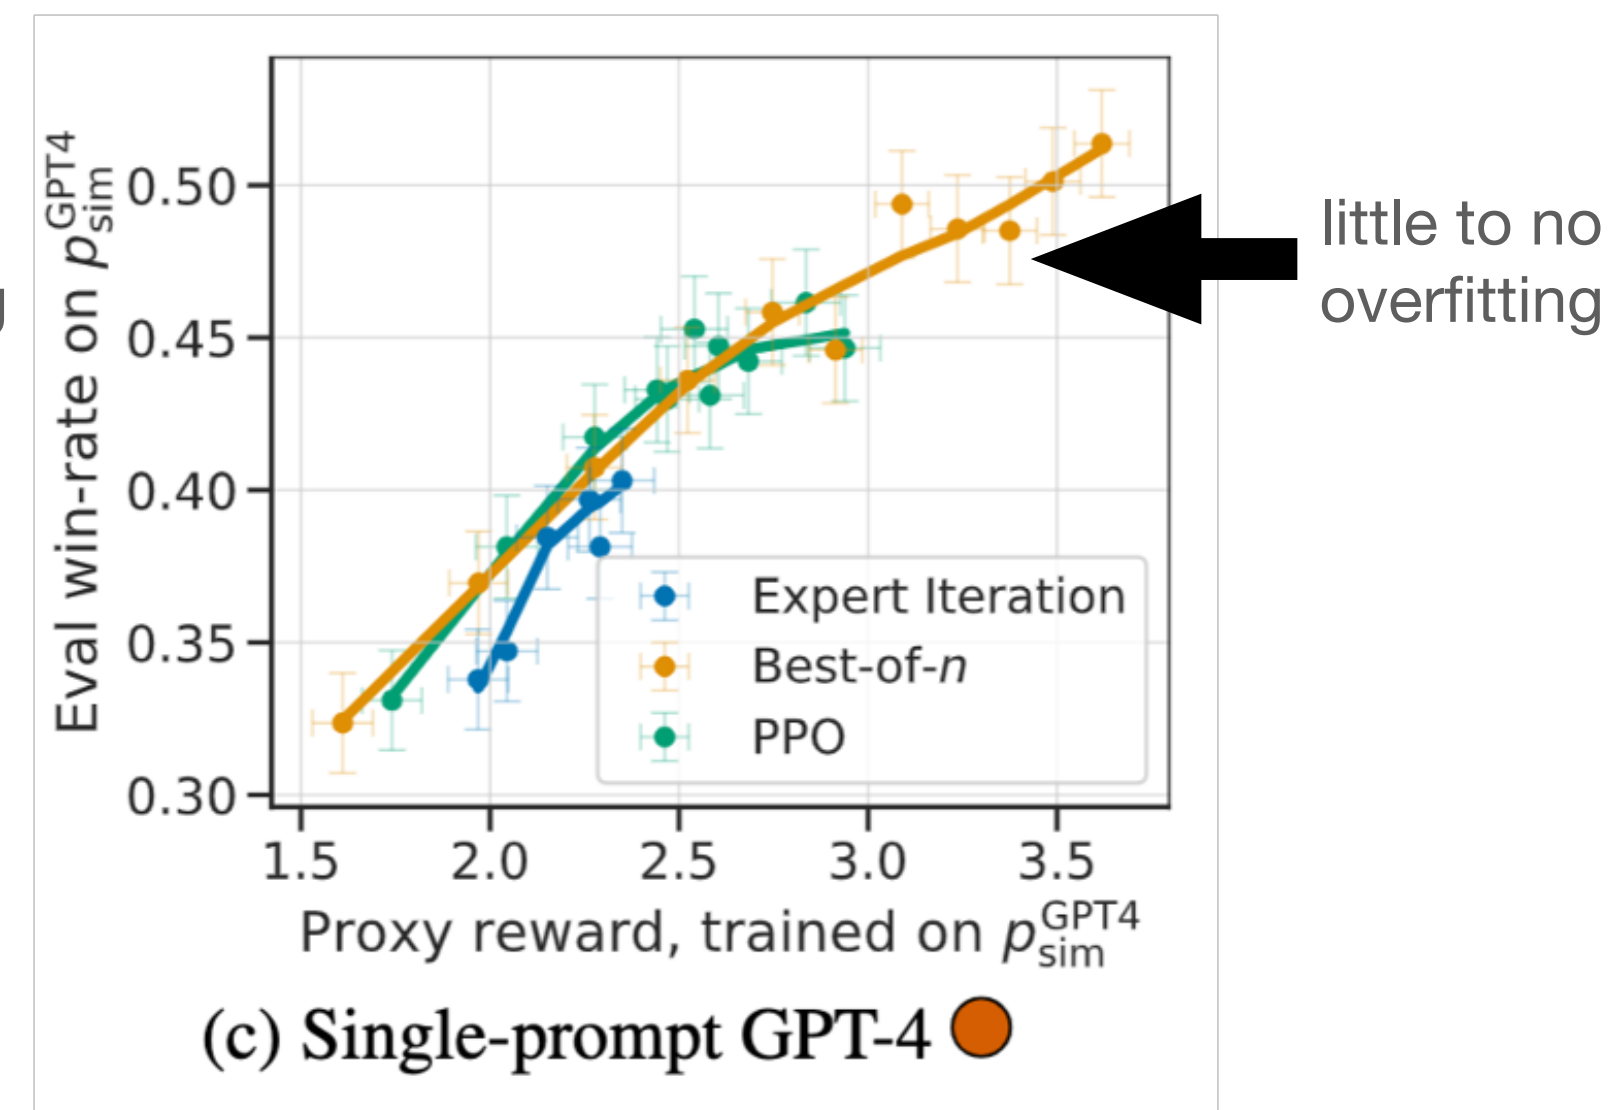 Eval win-rate on p_sim^GPT4
0.50
0.45
0.40
0.35
0.30
1.5 2.0 2.5 3.0 3.5
Proxy reward, trained on p_sim^GPT4
Expert Iteration
Best-of-n
PPO
(c) Single-prompt GPT-4
little to no
overfitting